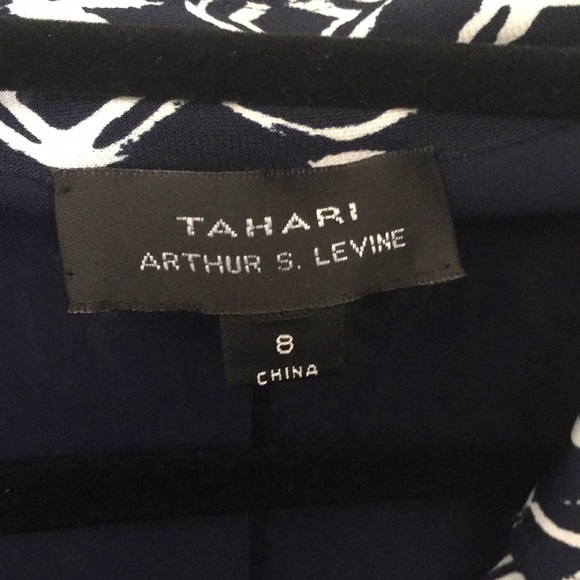 TAHARI
ARTHUR S. LEVINE
8
CHINA